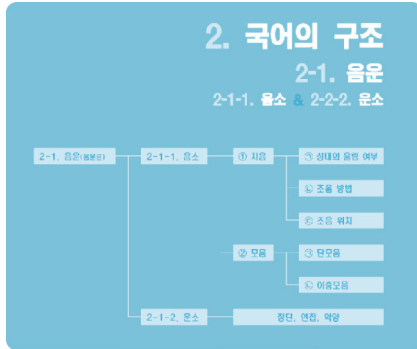 2. 국어의 구조
2-1. 음운
2-1-1. 음소 & 2-2-2. 운소
2-1. 음운(음운론) 2-1-1. 음소 ① 자음 ㉠ 성대의 울림 여부
㉡ 조음 방법
㉢ 조음 위치
② 모음 ㉠ 단모음
㉡ 이중모음
2-1-2. 운소 장단, 연접, 억양